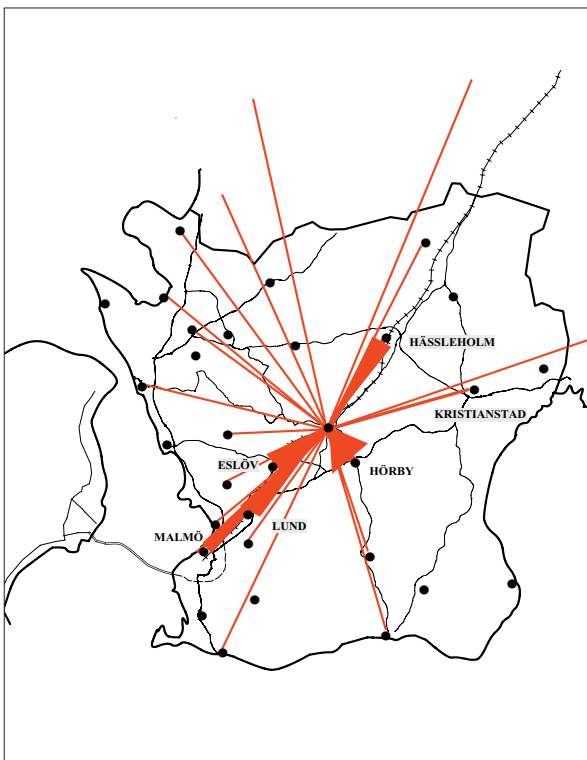 HÄSSLEHOLM
KRISTIANSTAD
ESLÖV
HÖRBY
LUND
MALMÖ